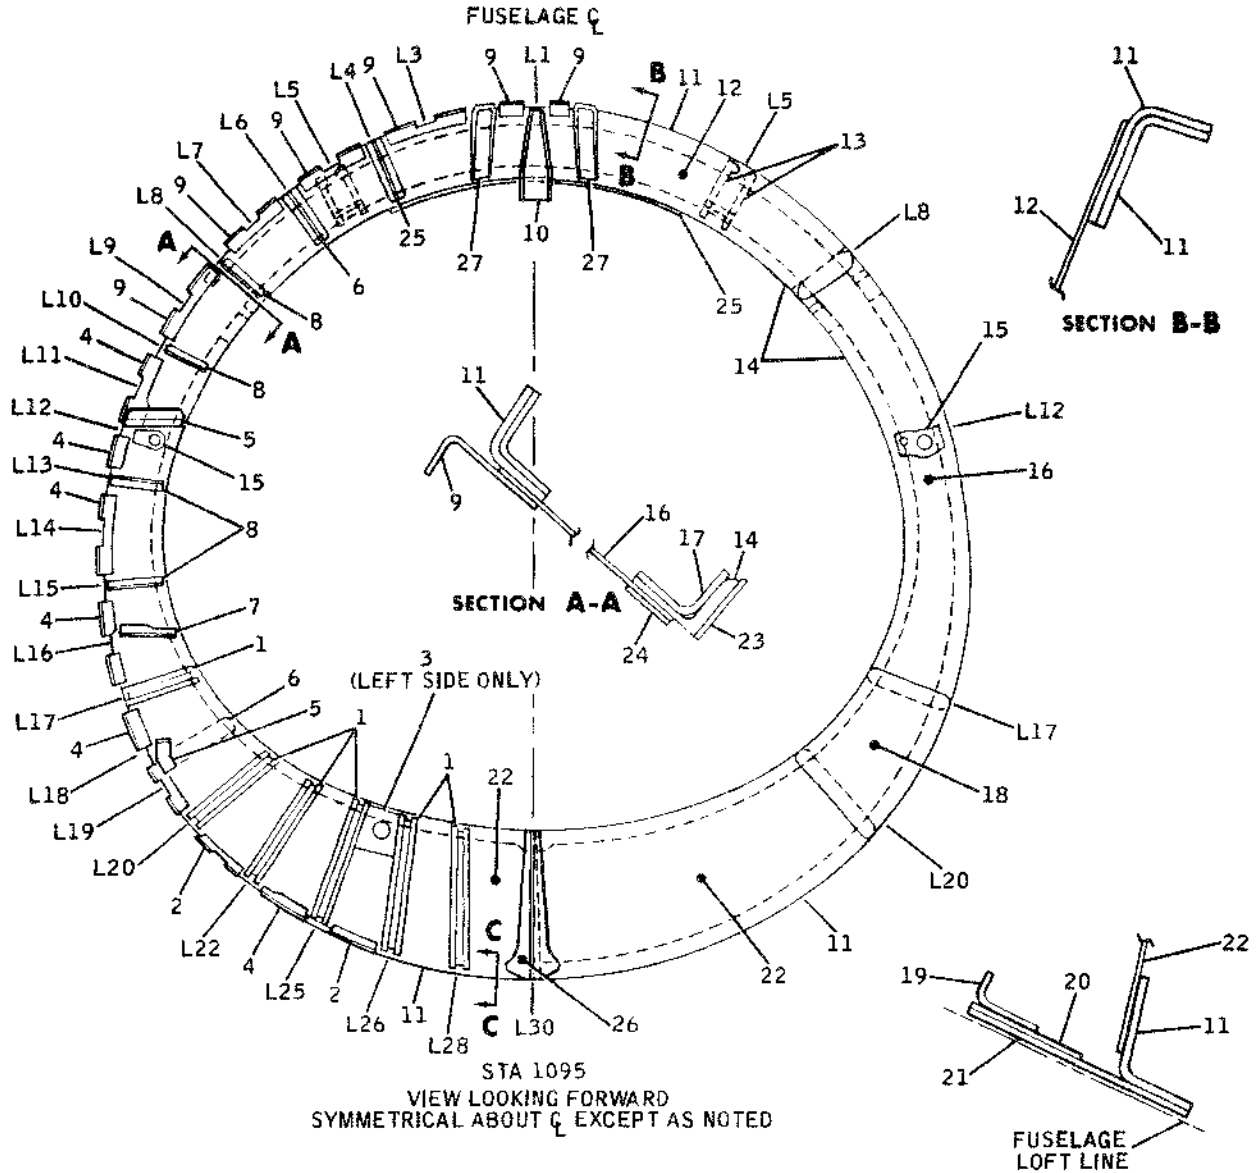 FUSELAGE CL
9 L1 9
L3
9
L4
L5
9
L6
L7
9
L8
A
L9
9
L10
4
L11
L12
4
L13
4
L14
L15
4
L16
L17
4
L18
L19
L20
2
L22
4
L25
2
L26
11
L28
L30
26
B
11
12
L5
13
B
L8
25
27
10
27
25
6
8
A
8
5
15
8
7
1
6
5
1
1
22
14
15
L12
16
L17
18
L20
11
22
C
C
11
12
11
SECTION B-B
11
9
16
17
14
SECTION A-A
24
23
3
(LEFT SIDE ONLY)
22
19
20
11
21
FUSELAGE
LOFT LINE
STA 1095
VIEW LOOKING FORWARD
SYMMETRICAL ABOUT CL EXCEPT AS NOTED